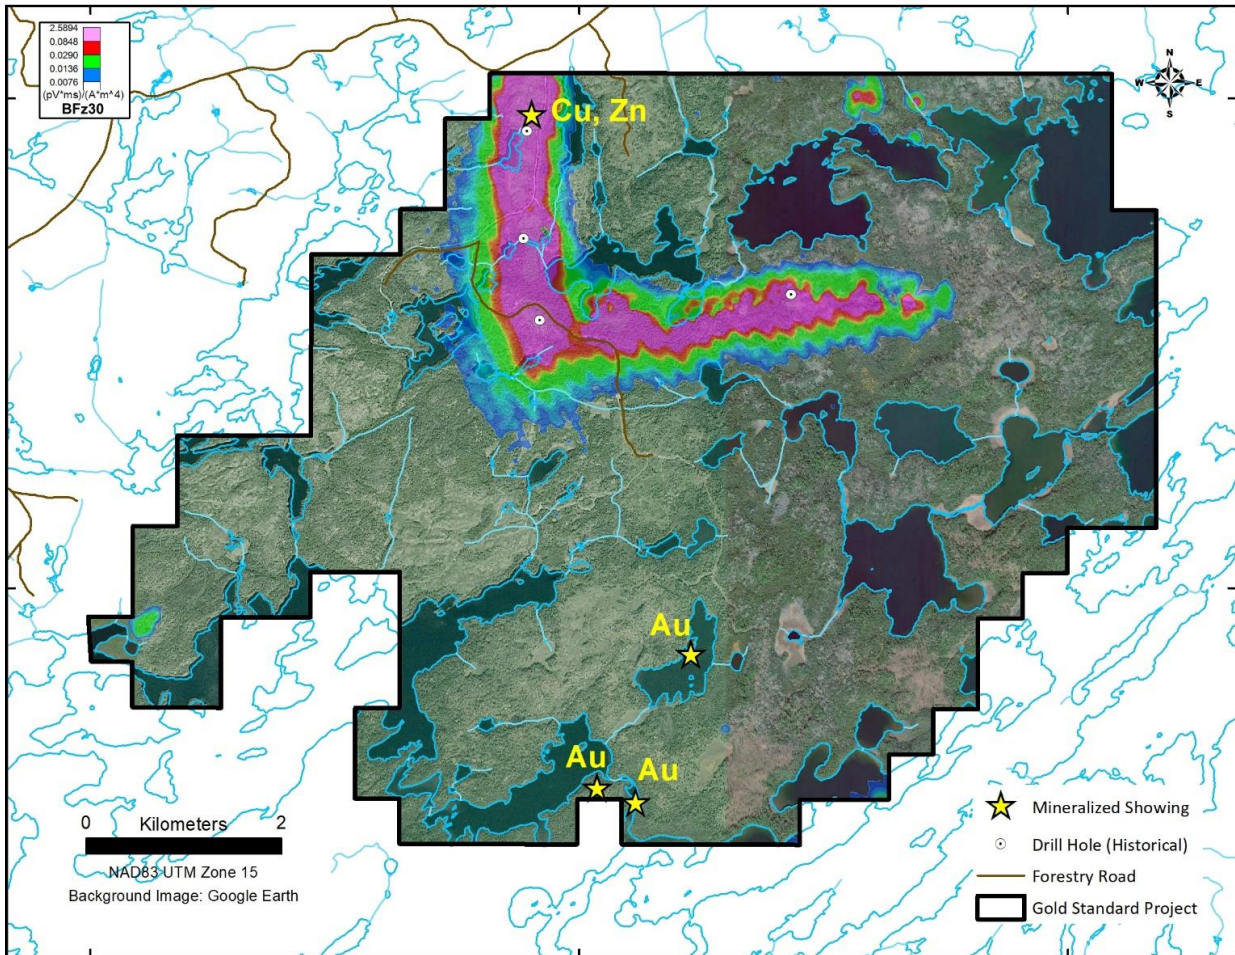 2.5894
0.0848
0.0290
0.0136
0.0076
(pV*ms)/(A*m^4)
BFz30
N
W
E
S
Cu, Zn
Au
Au
Au
0 Kilometers 2
NAD83 UTM Zone 15
Background Image: Google Earth
Mineralized Showing
Drill Hole (Historical)
Forestry Road
Gold Standard Project